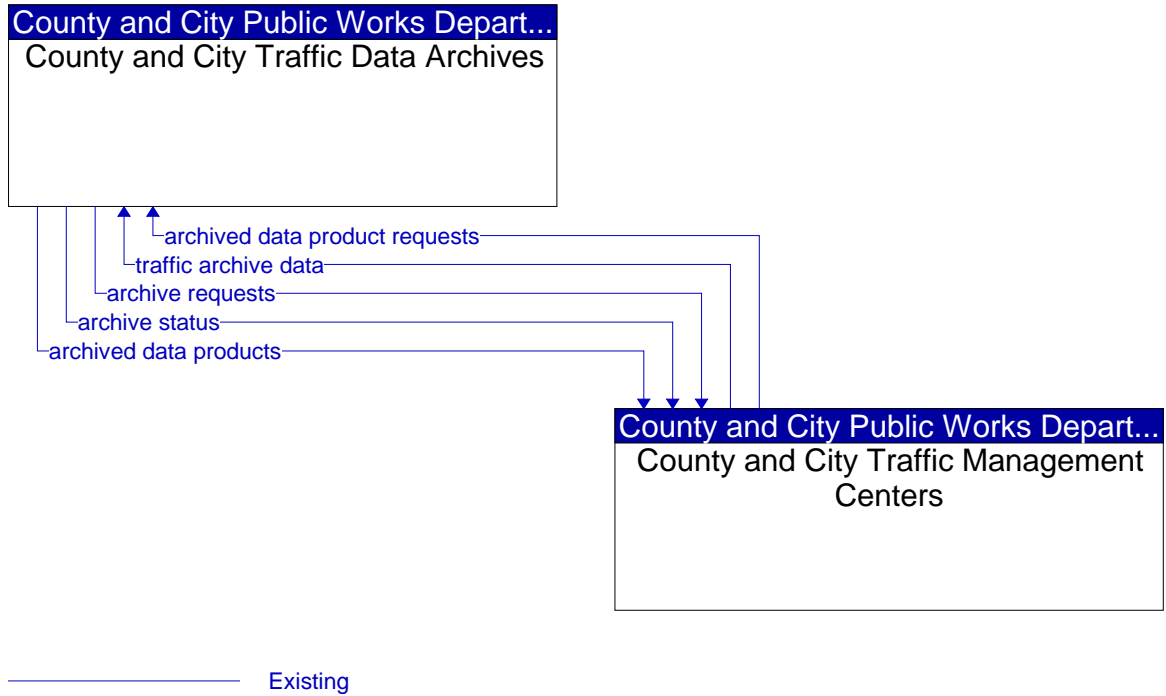 County and City Public Works Depart...
County and City Traffic Data Archives
archived data product requests
traffic archive data
archive requests
archive status
archived data products
County and City Public Works Depart...
County and City Traffic Management
Centers
Existing